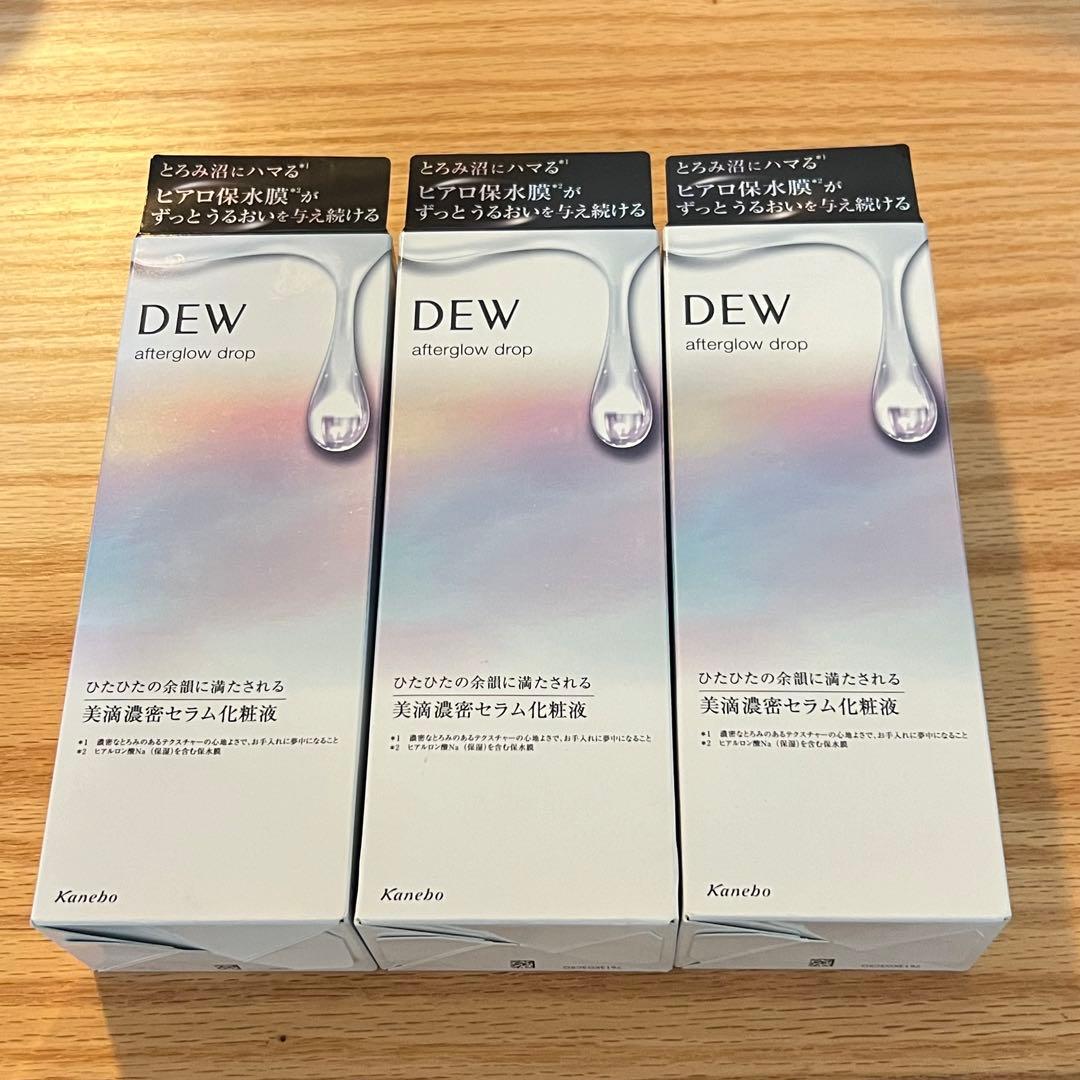 とろみ沼にハマる*1
ヒアロ保水膜*2が
ずっとうるおいを与え続ける
DEW
afterglow drop
ひたひたの余韻に満たされる
美滴濃密セラム化粧液
*1 濃密なとろみのあるテクスチャーの心地よさで、お手入れに夢中になること
*2 ヒアルロン酸Na（保湿）を含む保水膜
Kanebo
とろみ沼にハマる*1
ヒアロ保水膜*2が
ずっとうるおいを与え続ける
DEW
afterglow drop
ひたひたの余韻に満たされる
美滴濃密セラム化粧液
*1 濃密なとろみのあるテクスチャーの心地よさで、お手入れに夢中になること
*2 ヒアルロン酸Na（保湿）を含む保水膜
Kanebo
とろみ沼にハマる*1
ヒアロ保水膜*2が
ずっとうるおいを与え続ける
DEW
afterglow drop
ひたひたの余韻に満たされる
美滴濃密セラム化粧液
*1 濃密なとろみのあるテクスチャーの心地よさで、お手入れに夢中になること
*2 ヒアルロン酸Na（保湿）を含む保水膜
Kanebo